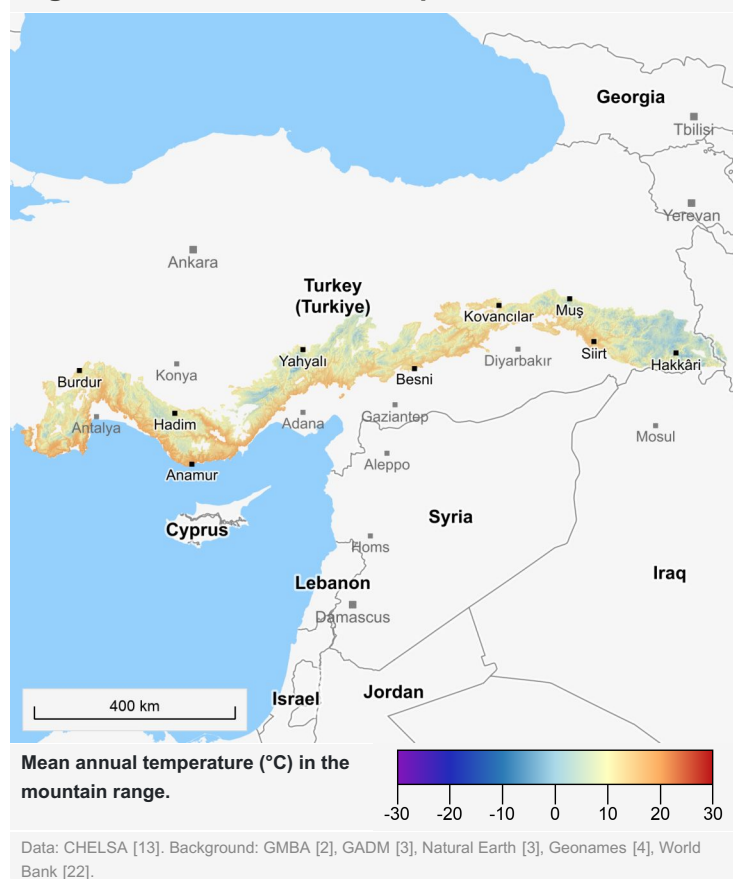 Georgia
Tbilisi
Yerevan
Ankara
Turkey
(Turkiye)
Kovancılar
Muş
Yahyalı
Siirt
Diyarbakır
Hakkâri
Burdur
Konya
Besni
Antalya
Hadim
Adana
Gaziantep
Mosul
Anamur
Aleppo
Cyprus
Syria
Homs
Iraq
Lebanon
Damascus
Israel
Jordan
400 km
Mean annual temperature (°C) in the
mountain range.
-30 -20 -10 0 10 20 30
Data: CHELSA [13]. Background: GMBA [2], GADM [3], Natural Earth [3], Geonames [4], World
Bank [22].